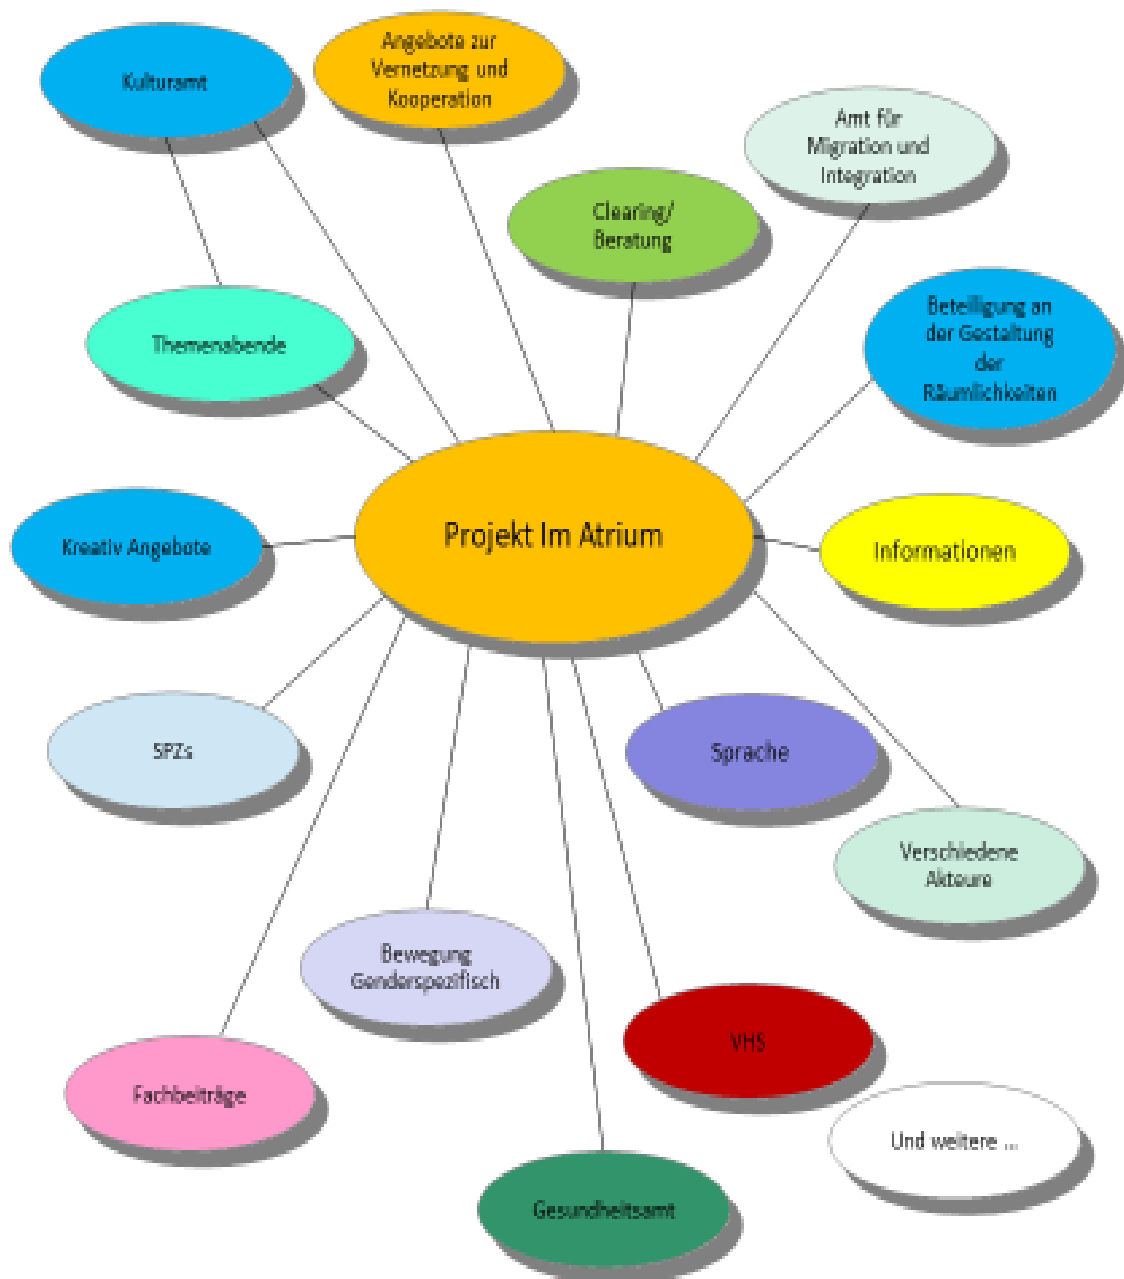 Kulturamt
Angebote zur
Vernetzung und
Kooperation
Amt für
Migration und
Integration
Clearing/
Beratung
Beteiligung an
der Gestaltung
der
Räumlichkeiten
Themenabende
Projekt Im Atrium
Kreativ Angebote
Informationen
SPZs
Sprache
Verschiedene
Akteure
Bewegung
Genderspezifisch
VHS
Fachbeiträge
Und weitere ...
Gesundheitsamt